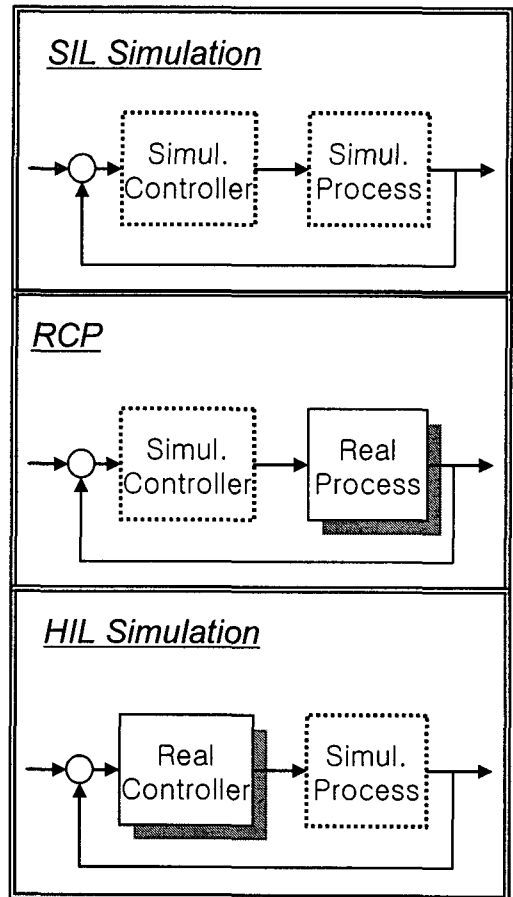 SIL Simulation
Simul.
Controller
Simul.
Process
RCP
Simul.
Controller
Real
Process
HIL Simulation
Real
Controller
Simul.
Process